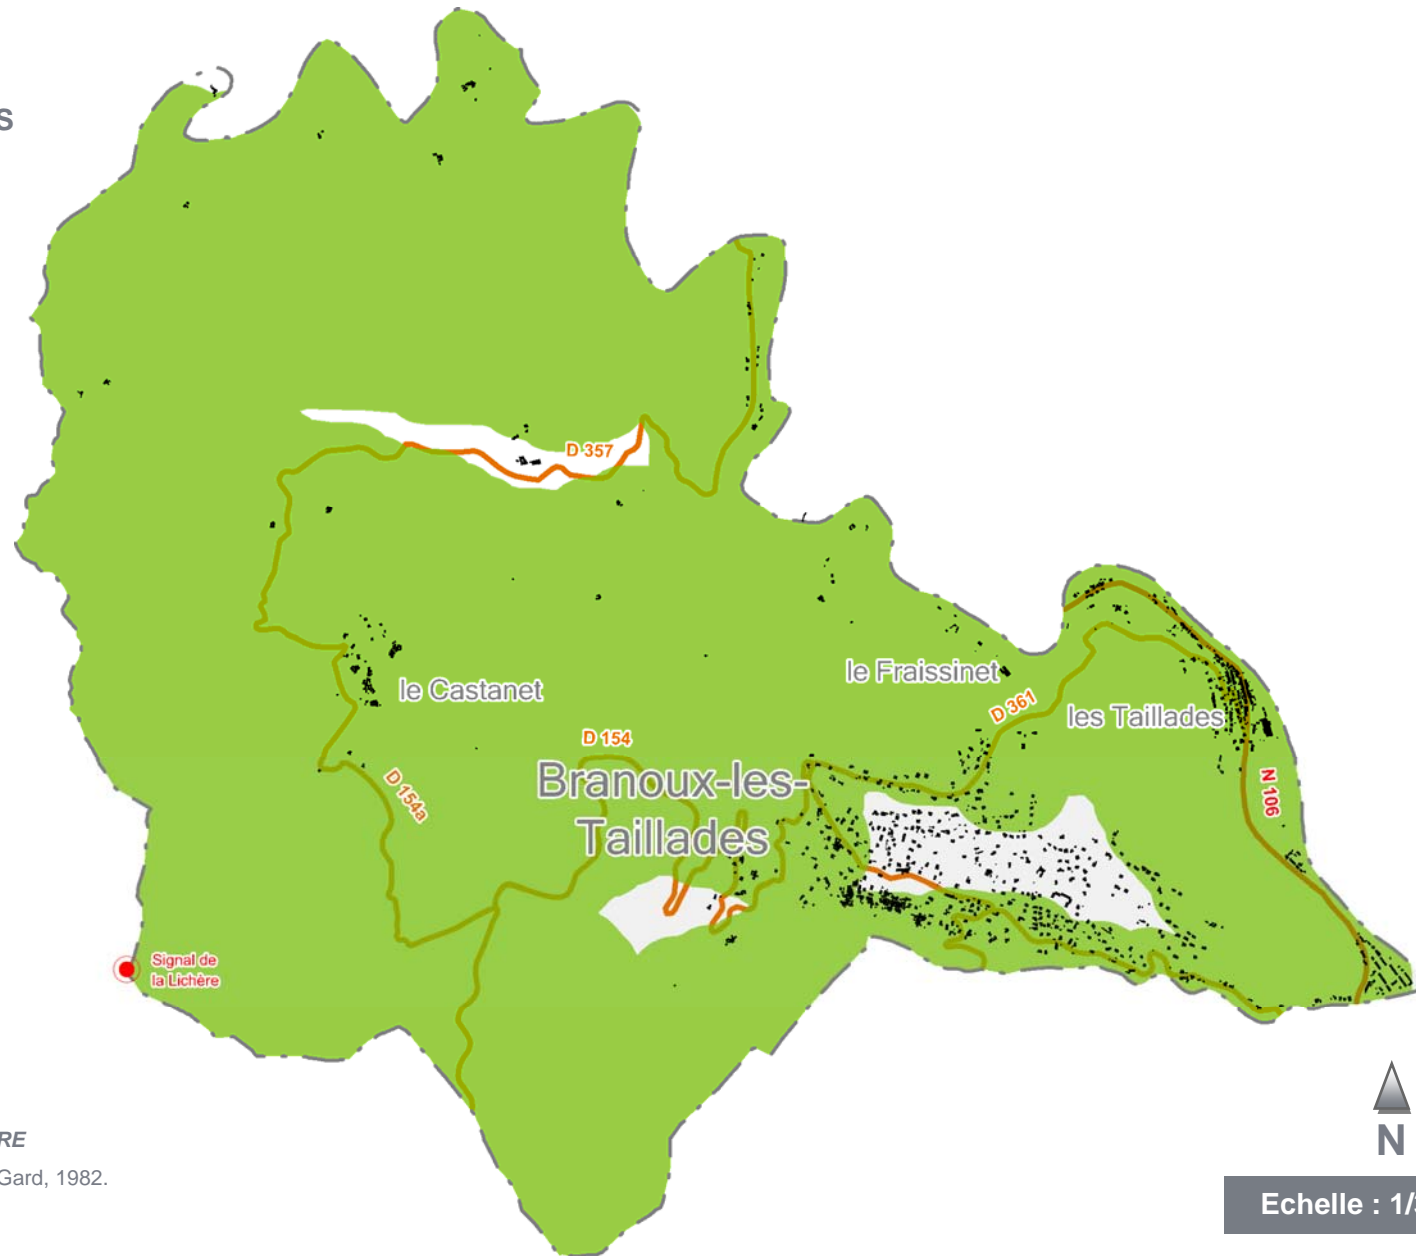 S
D 357
le Castanet
le Fraissinet
D 361
les Taillades
D 154
Branoux-les-
Taillades
D 154a
N 106
Signal de
la Lichère
N
RE
Gard, 1982.
Echelle : 1/